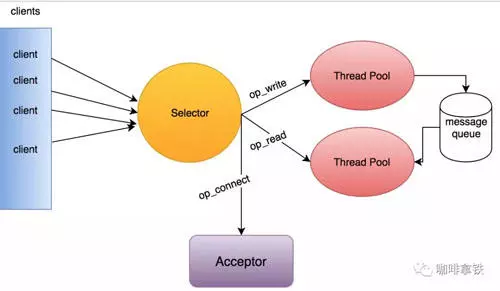 clients
client
client
client
client
Selector
op_write
op_read
op_connect
Thread Pool
Thread Pool
message
queue
Acceptor
咖啡拿铁